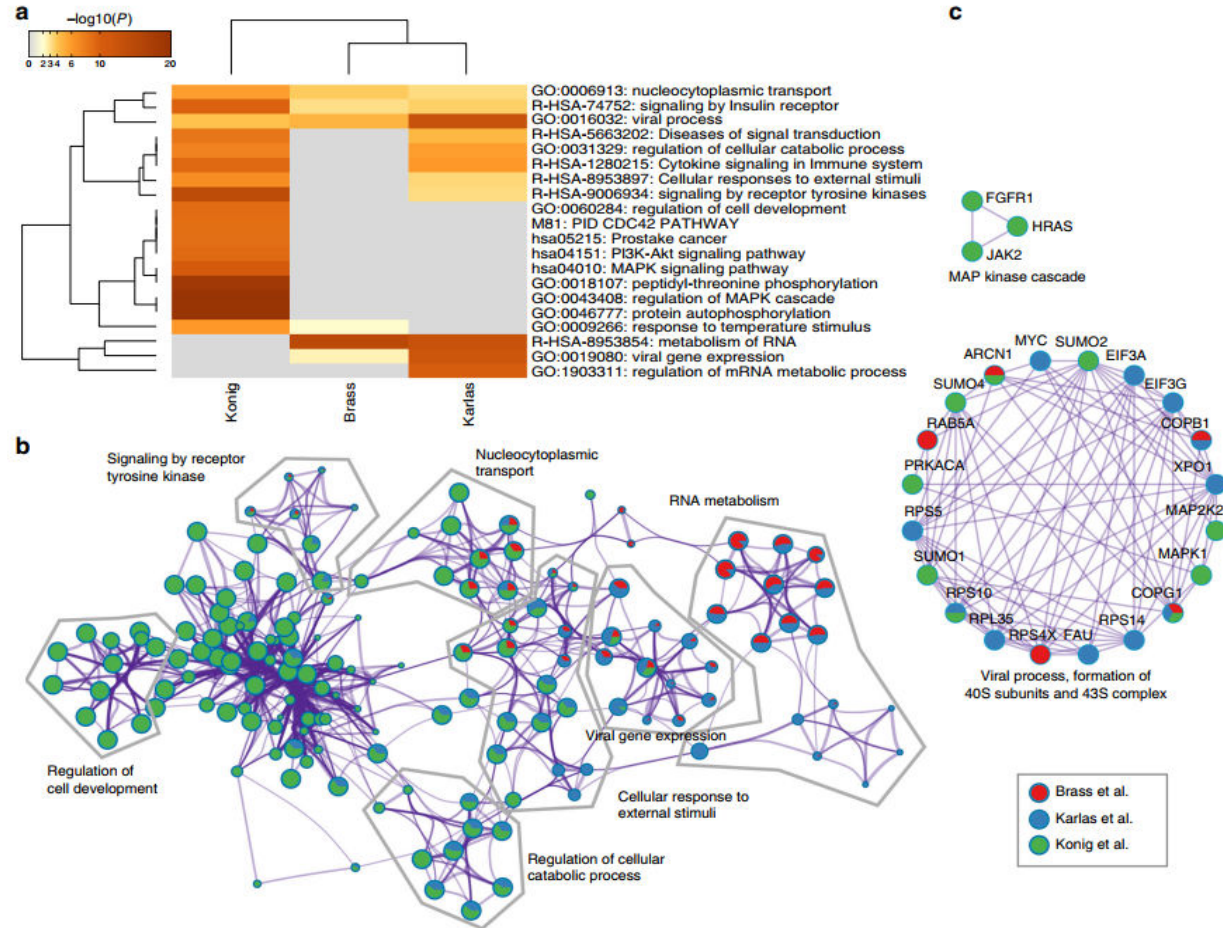 a
–log10(P)
0 2 3 4 6 10 20
GO:0006913: nucleocytoplasmic transport
R-HSA-74752: signaling by Insulin receptor
GO:0016032: viral process
R-HSA-5663202: Diseases of signal transduction
GO:0031329: regulation of cellular catabolic process
R-HSA-1280215: Cytokine signaling in Immune system
R-HSA-8953897: Cellular responses to external stimuli
R-HSA-9006934: signaling by receptor tyrosine kinases
GO:0060284: regulation of cell development
M81: PID CDC42 PATHWAY
hsa05215: Prostake cancer
hsa04151: PI3K-Akt signaling pathway
hsa04010: MAPK signaling pathway
GO:0018107: peptidyl-threonine phosphorylation
GO:0043408: regulation of MAPK cascade
GO:0046777: protein autophosphorylation
GO:0009266: response to temperature stimulus
R-HSA-8953854: metabolism of RNA
GO:0019080: viral gene expression
GO:1903311: regulation of mRNA metabolic process
Konig
Brass
Karlas
b
Signaling by receptor
tyrosine kinase
Nucleocytoplasmic
transport
RNA metabolism
Regulation of
cell development
Viral gene expression
Cellular response to
external stimuli
Regulation of cellular
catabolic process
c
FGFR1
HRAS
JAK2
MAP kinase cascade
MYC
SUMO2
ARCN1
EIF3A
SUMO4
EIF3G
RAB5A
COPB1
PRKACA
XPO1
RPS5
MAP2K2
SUMO1
MAPK1
RPS10
COPG1
RPL35
RPS14
RPS4X
FAU
Viral process, formation of
40S subunits and 43S complex
Brass et al.
Karlas et al.
Konig et al.